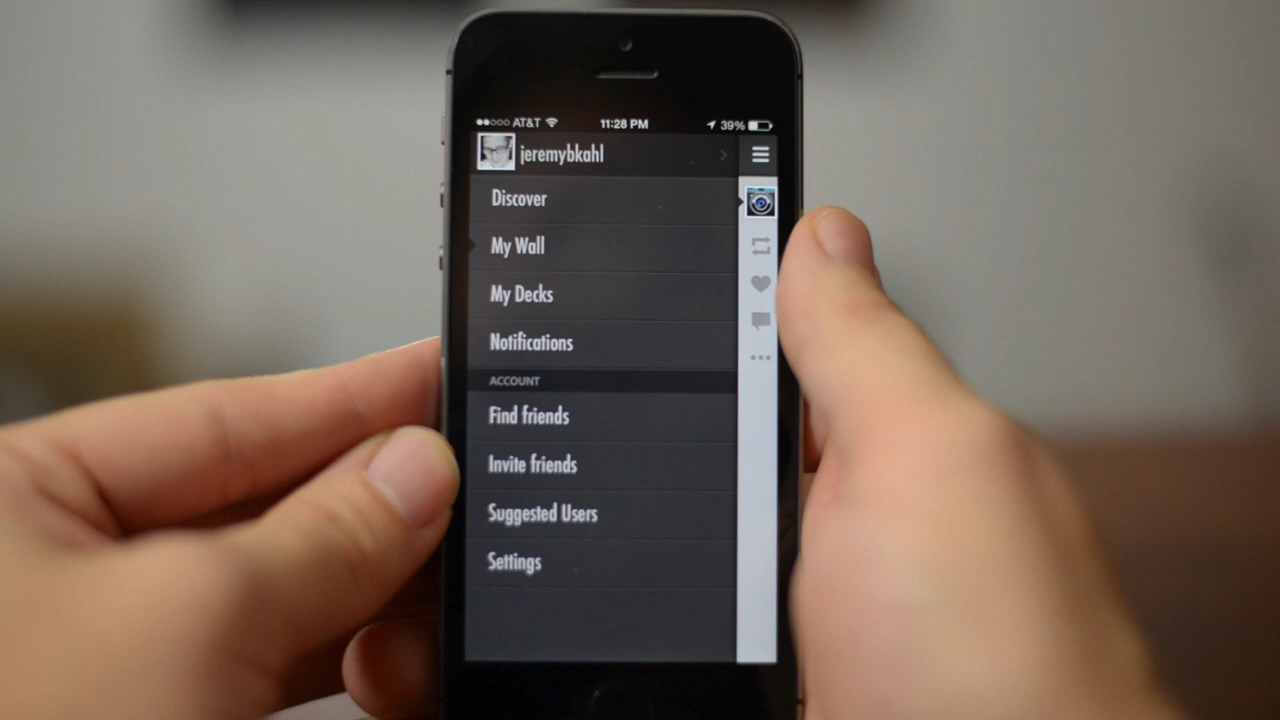 AT&T 11:28 PM 39%
jeremybkahl
Discover
My Wall
My Decks
Notifications
ACCOUNT
Find friends
Invite friends
Suggested Users
Settings